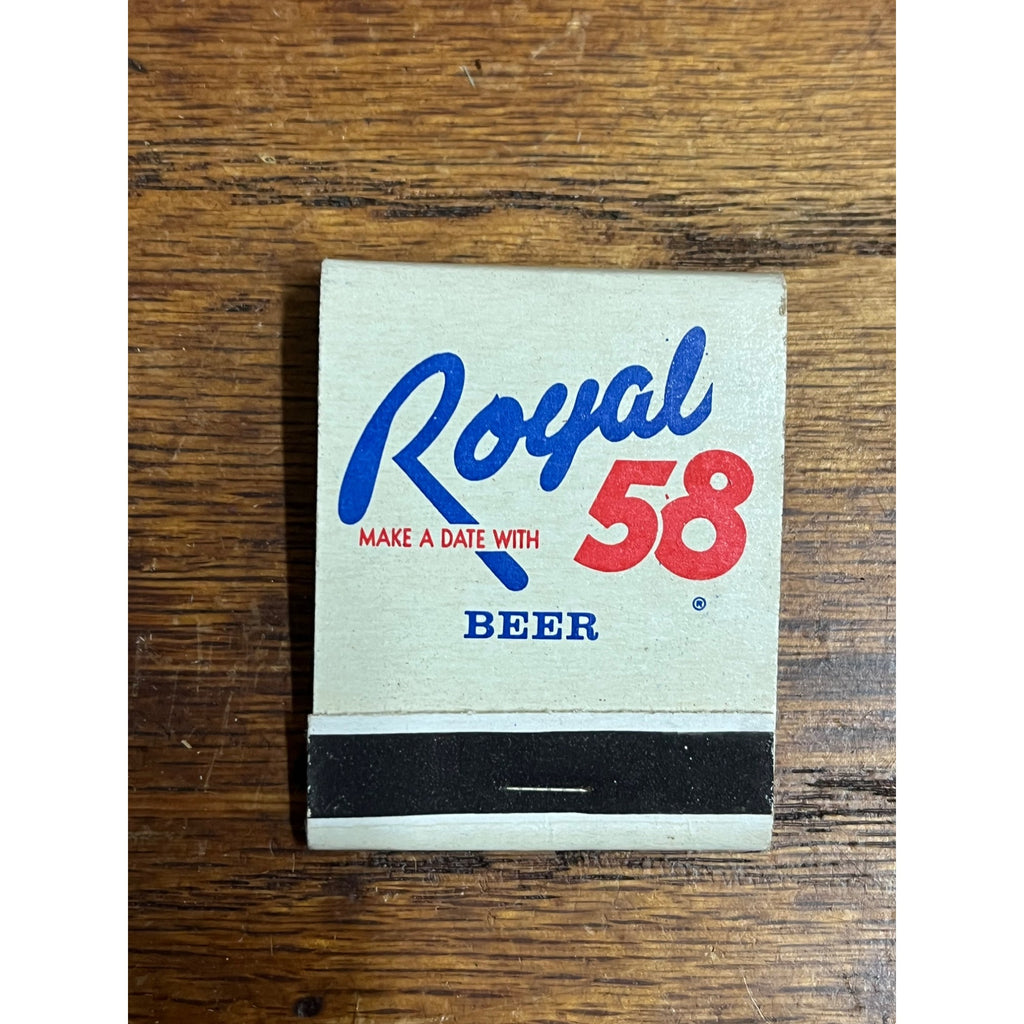 Royal
58
MAKE A DATE WITH
®
BEER